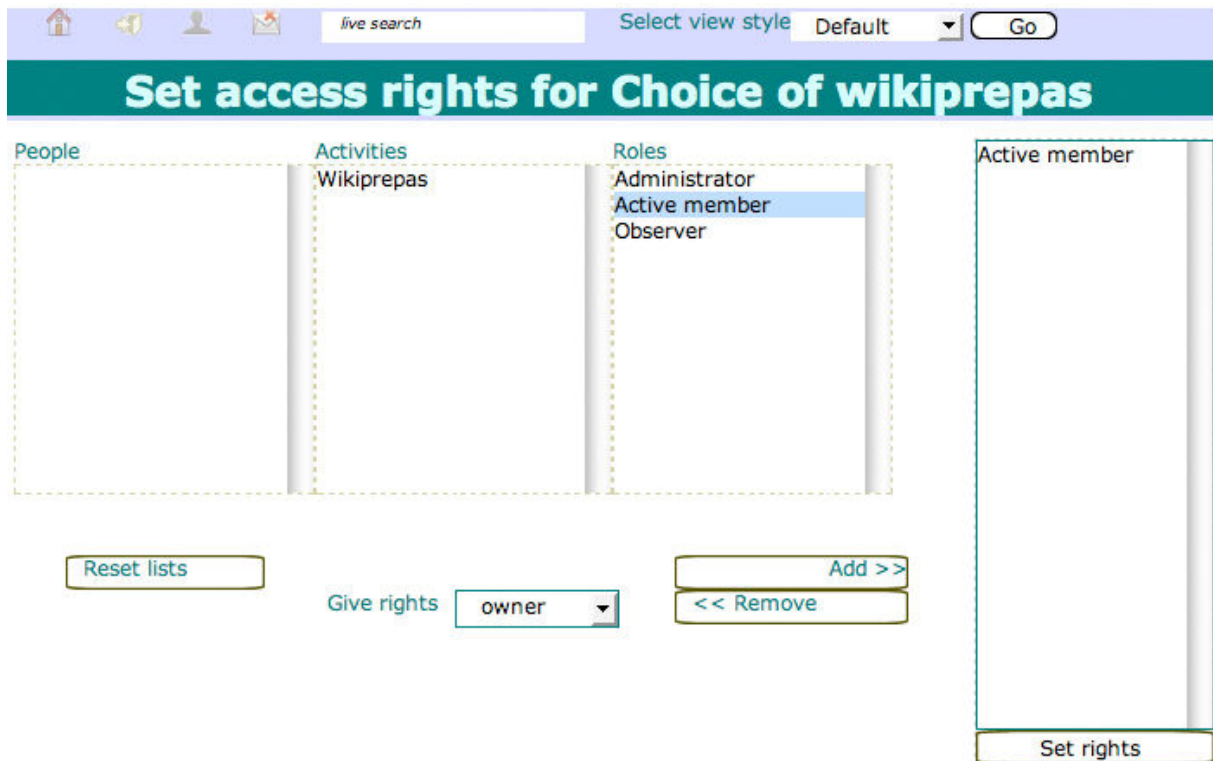 live search
Select view style Default Go
Set access rights for Choice of wikiprepas
People
Wikiprepas
Activities
Roles
Administrator
Active member
Observer
Active member
Reset lists
Give rights owner
Add >>
<< Remove
Set rights